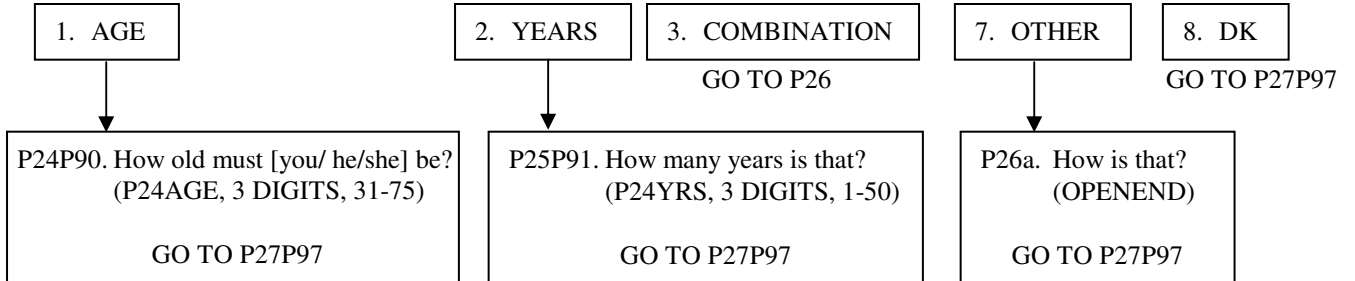 1. AGE
2. YEARS
3. COMBINATION
7. OTHER
8. DK
GO TO P26
GO TO P27P97
P24P90. How old must [you/ he/she] be?
(P24AGE, 3 DIGITS, 31-75)
GO TO P27P97
P25P91. How many years is that?
(P24YRS, 3 DIGITS, 1-50)
GO TO P27P97
P26a. How is that?
(OPENEND)
GO TO P27P97